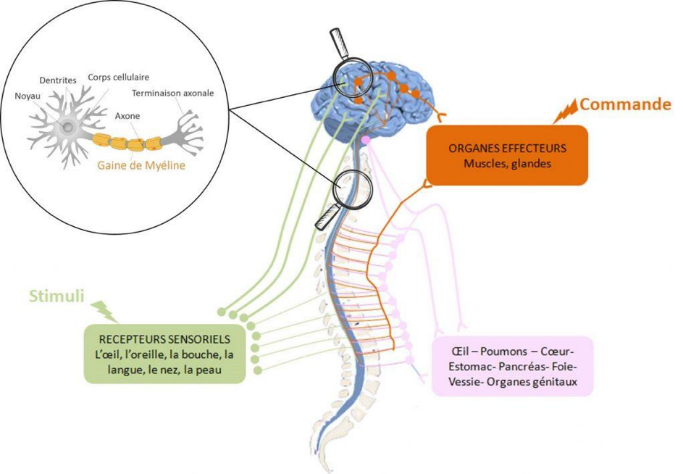 Dentrites
Corps cellulaire
Noyau
Terminaison axonale
Axone
Gaine de Myéline
Commande
ORGANES EFFECTEURS
Muscles, glandes
Stimuli
RECEPTEURS SENSORIELS
L'œil, l'oreille, la bouche, la
langue, le nez, la peau
Œil – Poumons – Cœur-
Estomac- Pancréas- Foie-
Vessie- Organes génitaux